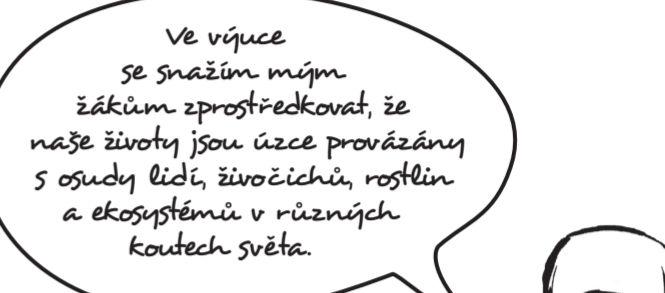 Ve výuce
se snažím mým
žákům zprostředkovat, že
naše životy jsou úzce provázány
s osudy lidí, živočichů, rostlin
a ekosystémů v různých
koutech světa.